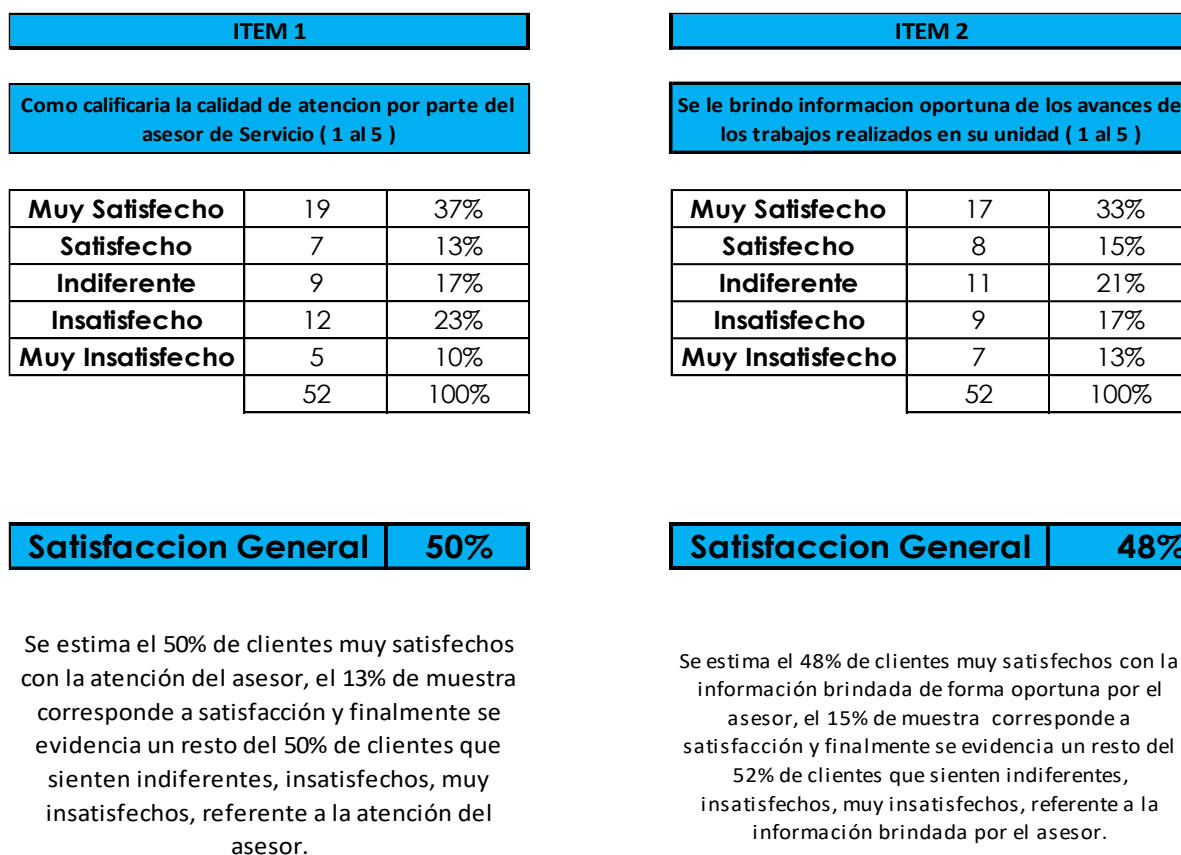 ITEM 1
Como calificaria la calidad de atencion por parte del
asesor de Servicio ( 1 al 5 )
Muy Satisfecho 19 37%
Satisfecho 7 13%
Indiferente 9 17%
Insatisfecho 12 23%
Muy Insatisfecho 5 10%
52 100%
Satisfaccion General 50%
Se estima el 50% de clientes muy satisfechos
con la atención del asesor, el 13% de muestra
corresponde a satisfacción y finalmente se
evidencia un resto del 50% de clientes que
sienten indiferentes, insatisfechos, muy
insatisfechos, referente a la atención del
asesor.
ITEM 2
Se le brindo informacion oportuna de los avances de
los trabajos realizados en su unidad ( 1 al 5 )
Muy Satisfecho 17 33%
Satisfecho 8 15%
Indiferente 11 21%
Insatisfecho 9 17%
Muy Insatisfecho 7 13%
52 100%
Satisfaccion General 48%
Se estima el 48% de clientes muy satisfechos con la
información brindada de forma oportuna por el
asesor, el 15% de muestra corresponde a
satisfacción y finalmente se evidencia un resto del
52% de clientes que sienten indiferentes,
insatisfechos, muy insatisfechos, referente a la
información brindada por el asesor.